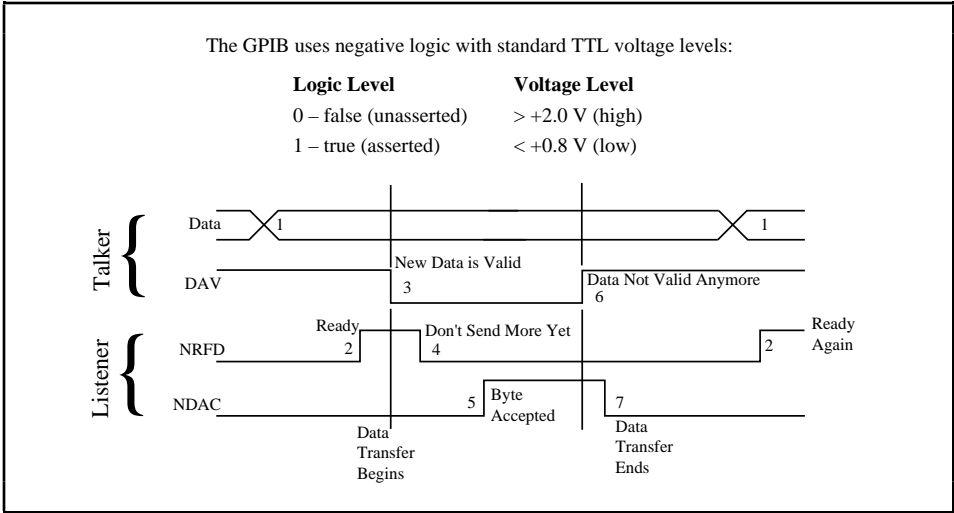 The GPIB uses negative logic with standard TTL voltage levels:
Logic Level Voltage Level
0 – false (unasserted) > +2.0 V (high)
1 – true (asserted) < +0.8 V (low)
Talker
Data 1 1
DAV New Data is Valid 3 Data Not Valid Anymore 6
Listener
NRFD Ready 2 Don't Send More Yet 4 2 Ready
Again
NDAC 5 Byte
Accepted 7
Data
Transfer
Begins
Data
Transfer
Ends